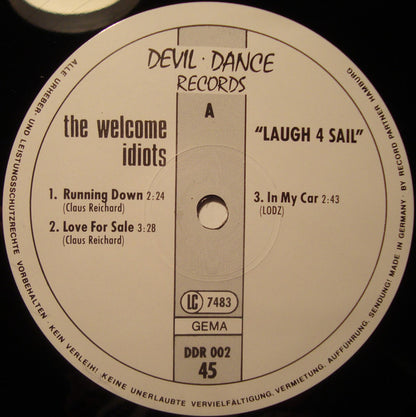 DEVIL · DANCE
RECORDS
A
the welcome
idiots
"LAUGH 4 SAIL"
1. Running Down 2:24
(Claus Reichard)
2. Love For Sale 3:28
(Claus Reichard)
3. In My Car 2:43
(LODZ)
LC 7483
GEMA
DDR 002
45
ALLE URHEBER- UND LEISTUNGSSCHUTZRECHTE VORBEHALTEN · KEIN VERLEIH! KEINE UNERLAUBTE VERVIELFÄLTIGUNG, VERMIETUNG, AUFFÜHRUNG, SENDUNG! MADE IN GERMANY · BY RECORD PARTNER HAMBURG